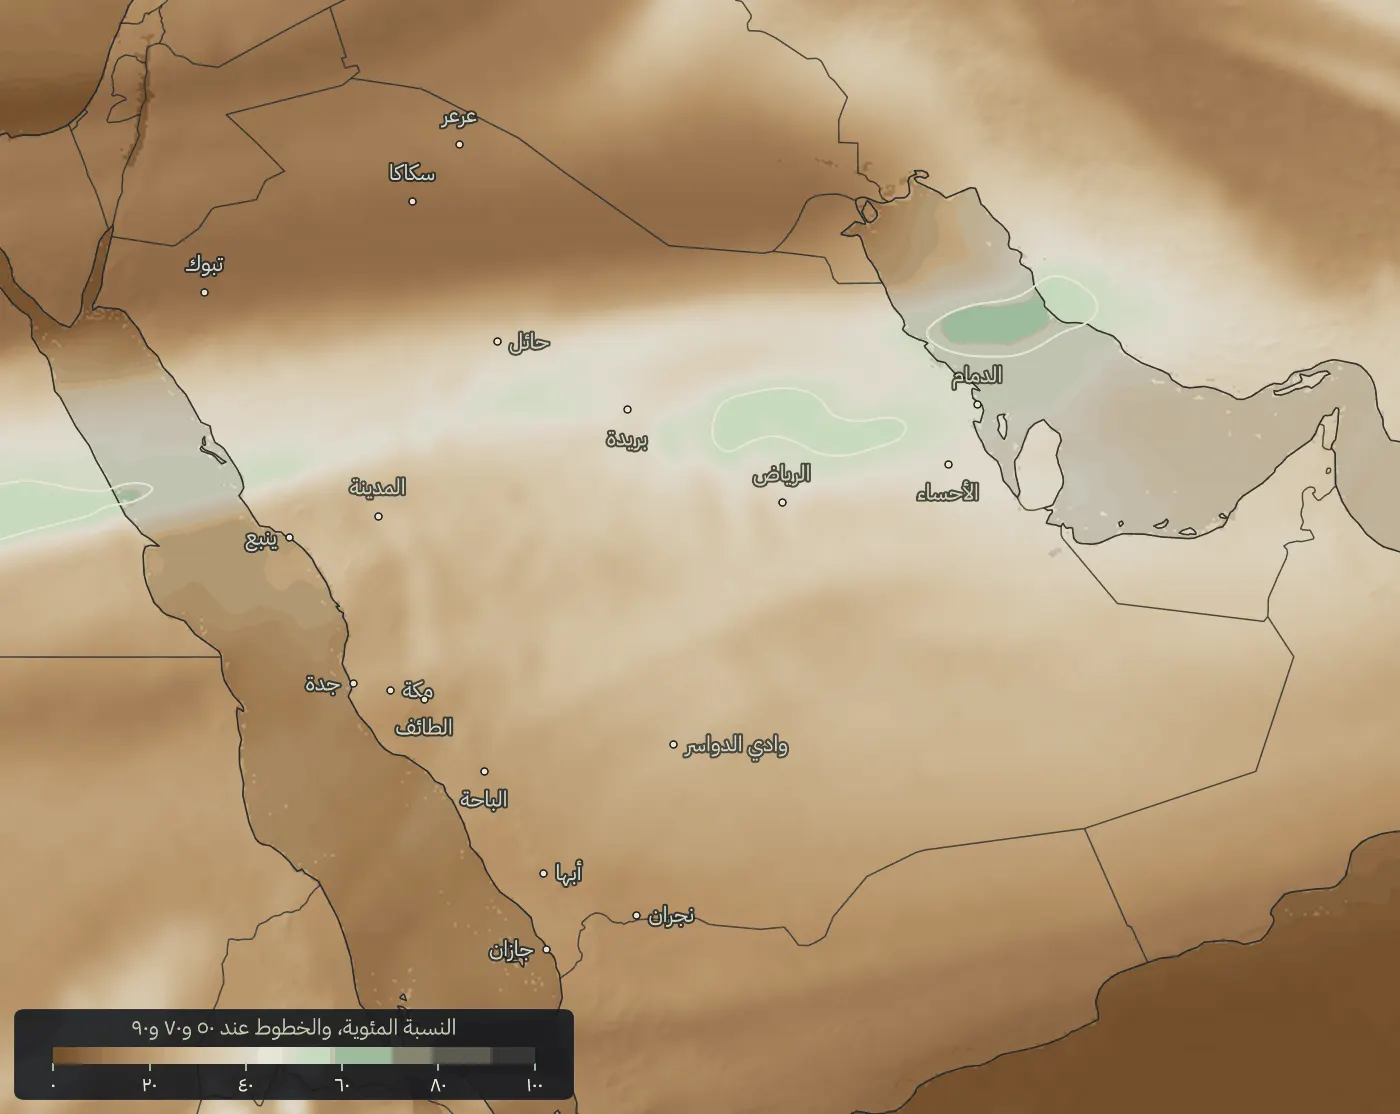 عرعر
سكاكا
تبوك
حائل
الدمام
بريدة
الرياض
المدينة
الأحساء
ينبع
جدة
مكة
الطائف
وادي الدواسر
الباحة
أبها
نجران
جازان
النسبة المئوية، والخطوط عند ٥٠ و٧٠ و٩٠
٠ ٢٠ ٤٠ ٦٠ ٨٠ ١٠٠